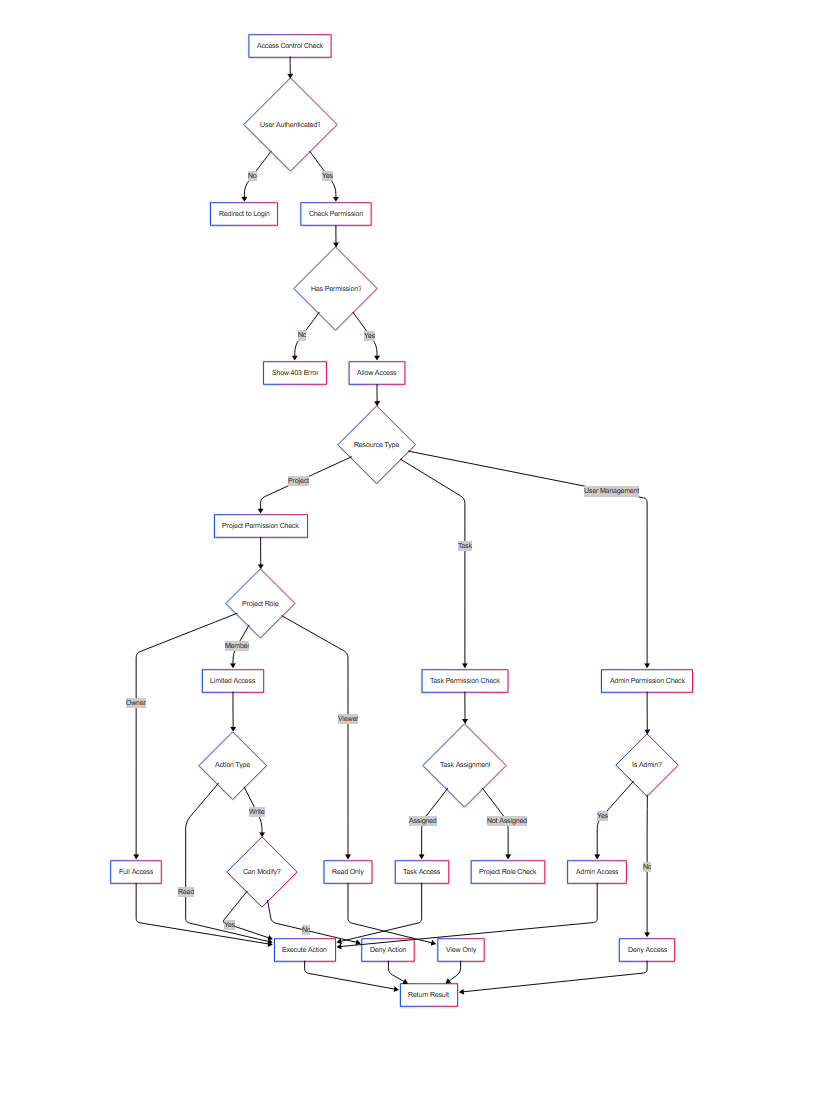 Access Control Check
User Authenticated?
No
Yes
Redirect to Login
Check Permission
Has Permission?
No
Yes
Show 403 Error
Allow Access
Resource Type
Project
User Management
Project Permission Check
Task
Project Role
Member
Limited Access
Task Permission Check
Admin Permission Check
Owner
Viewer
Action Type
Task Assignment
Is Admin?
Write
Assigned
Not Assigned
Yes
Full Access
Can Modify?
Read Only
Task Access
Project Role Check
Admin Access
No
Read
Yes
No
Execute Action
Deny Action
View Only
Deny Access
Return Result